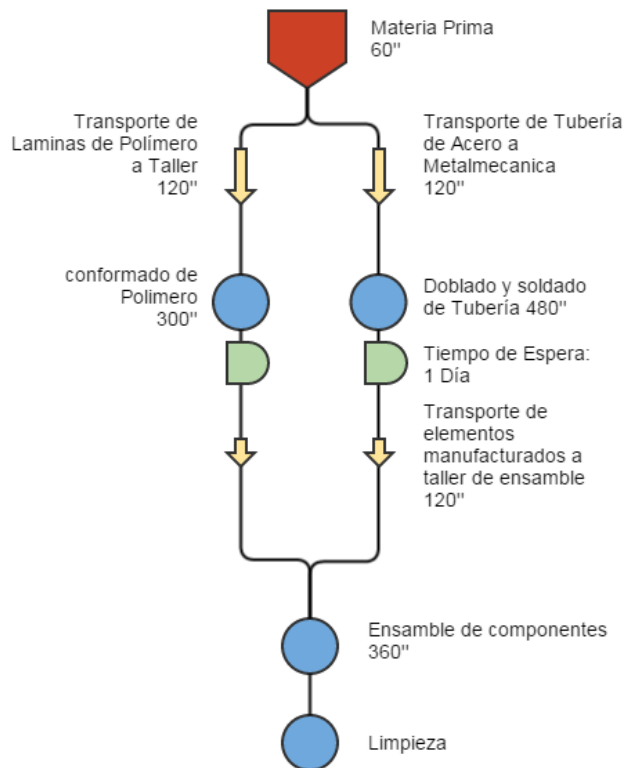 Materia Prima
60"
Transporte de
Laminas de Polímero
a Taller
120"
Transporte de Tubería
de Acero a
Metalmecanica
120"
conformado de
Polimero
300"
Doblado y soldado
de Tubería 480"
Tiempo de Espera:
1 Día
Transporte de
elementos
manufacturados a
taller de ensamble
120"
Ensamble de componentes
360"
Limpieza